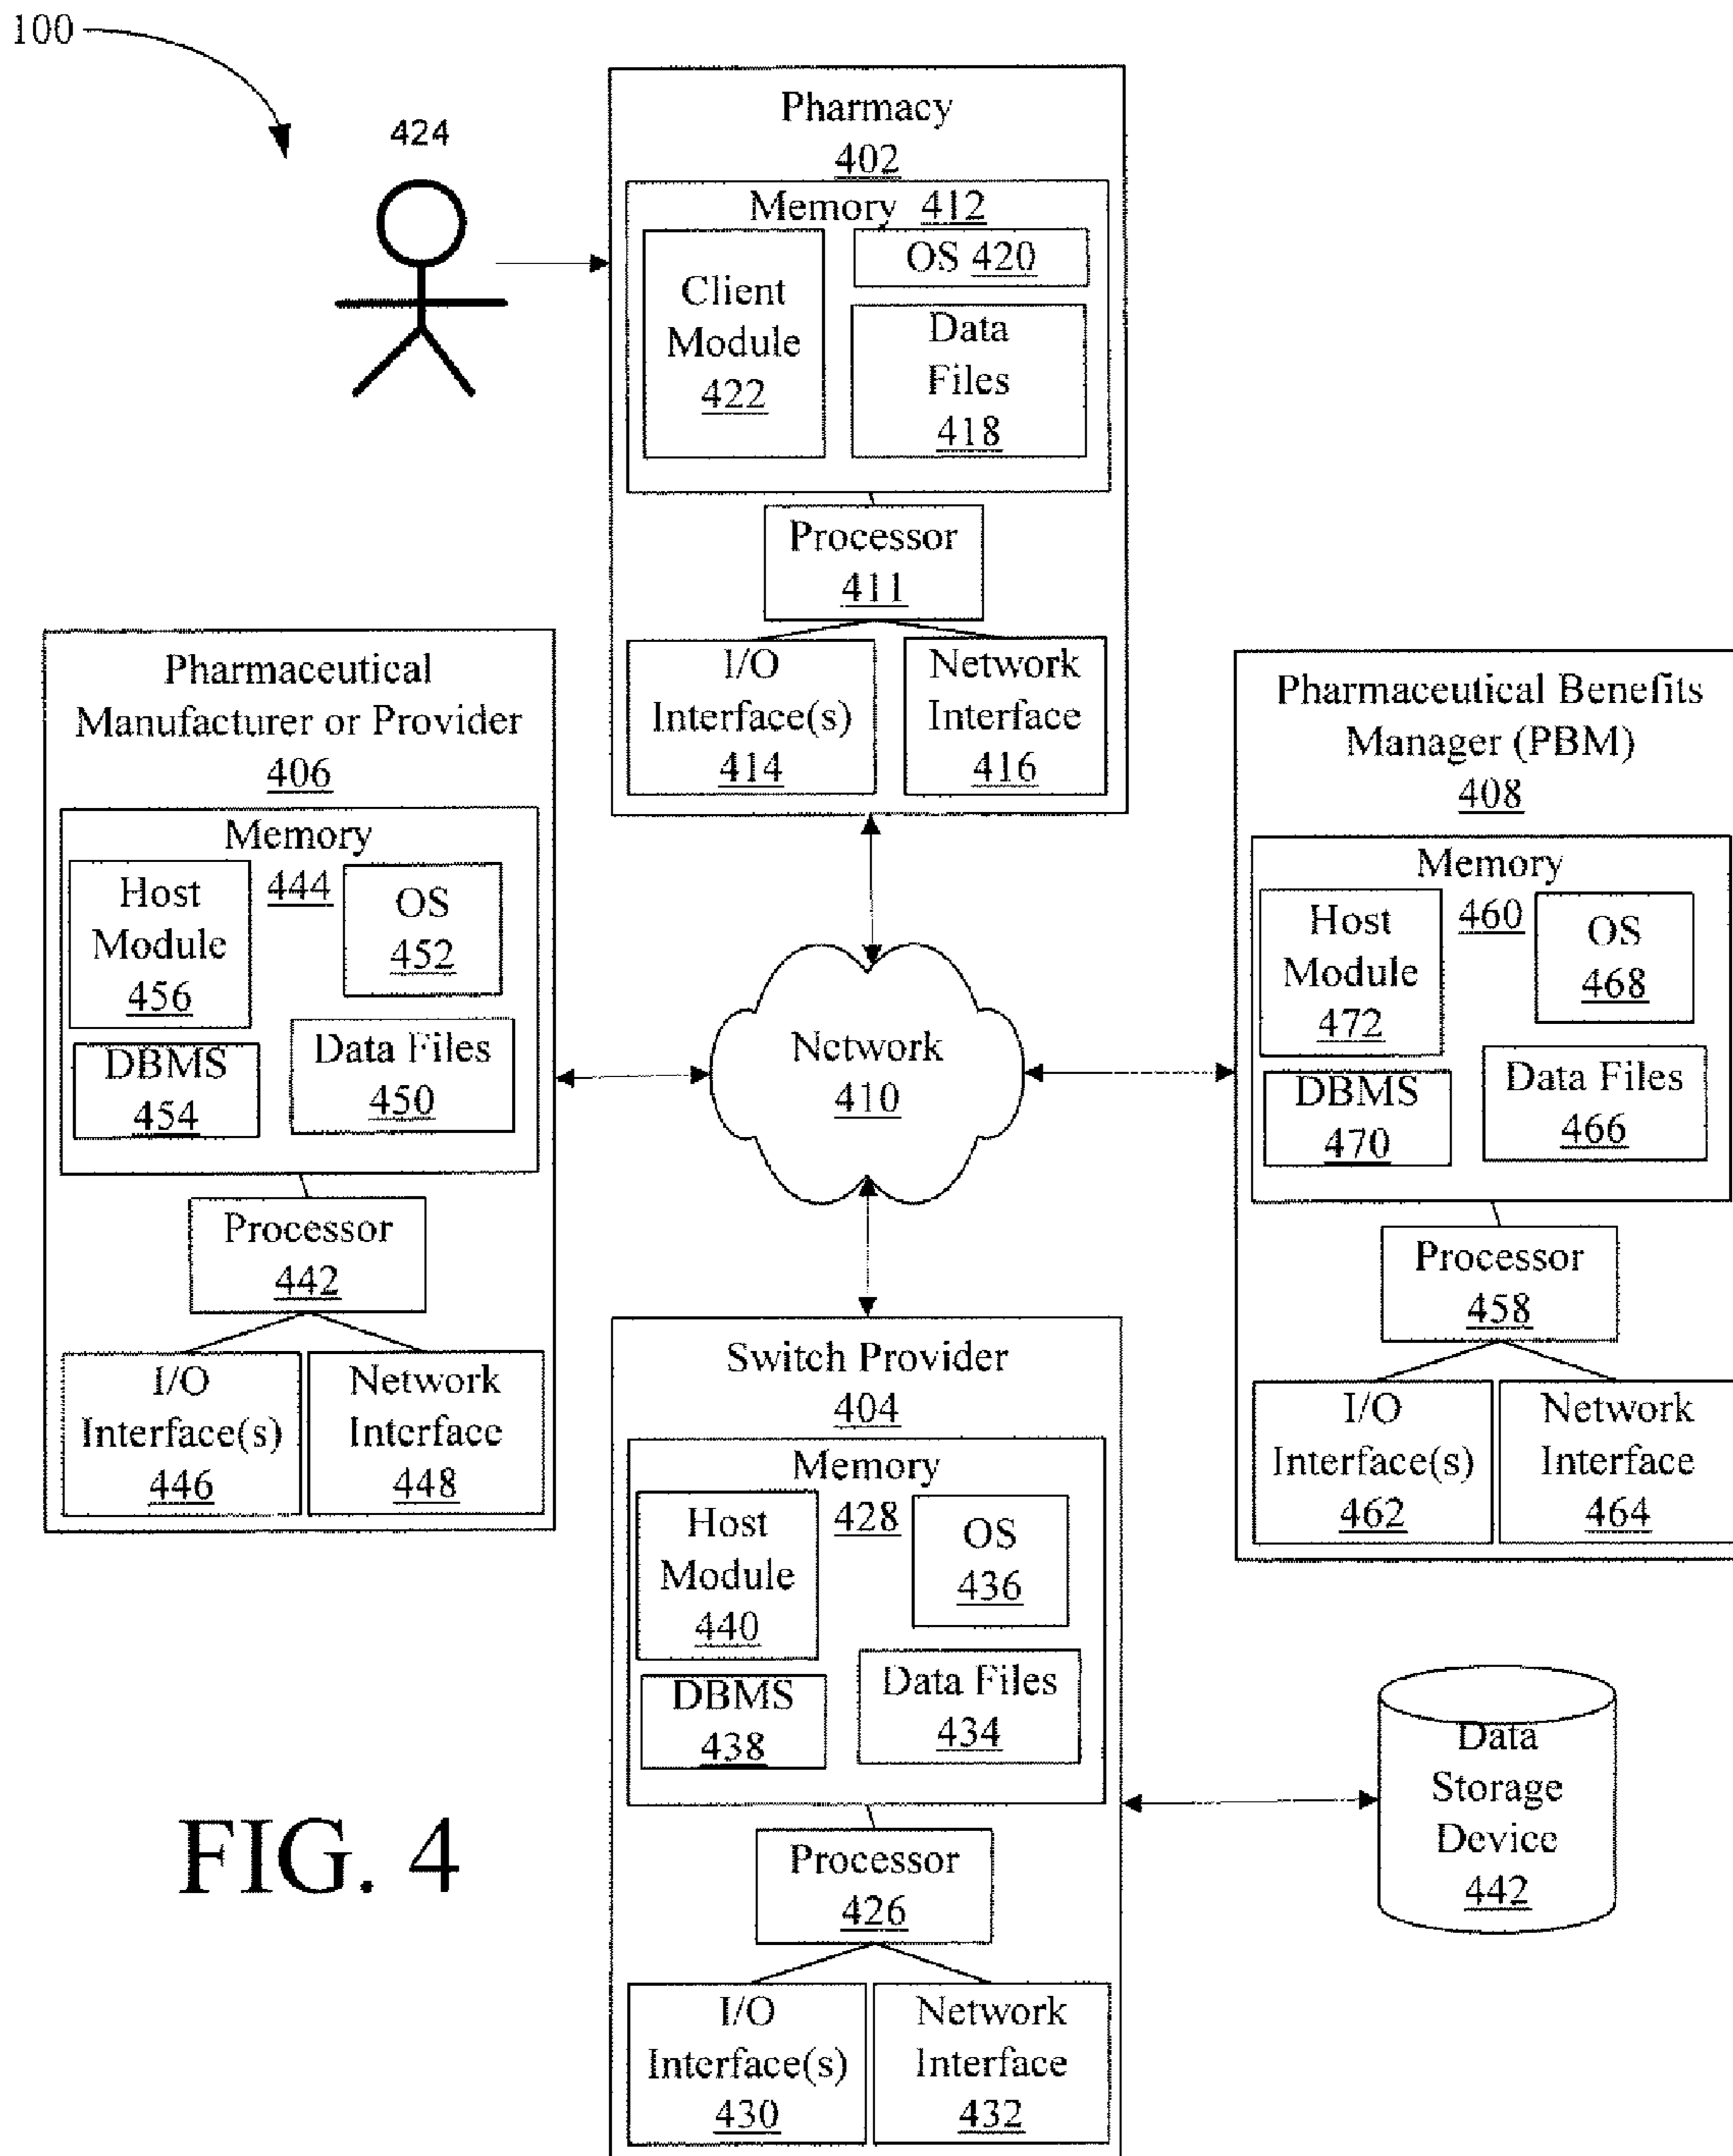 100
424
Pharmacy
402
Memory 412
Client
Module
422
OS 420
Data
Files
418
Processor
411
I/O
Interface(s)
414
Network
Interface
416
Pharmaceutical
Manufacturer or Provider
406
Memory
444
Host
Module
456
OS
452
DBMS
454
Data Files
450
Processor
442
I/O
Interface(s)
446
Network
Interface
448
Network
410
Pharmaceutical Benefits
Manager (PBM)
408
Memory
460
Host
Module
472
OS
468
DBMS
470
Data Files
466
Processor
458
I/O
Interface(s)
462
Network
Interface
464
Switch Provider
404
Memory
428
Host
Module
440
OS
436
DBMS
438
Data Files
434
Processor
426
I/O
Interface(s)
430
Network
Interface
432
Data
Storage
Device
442
FIG. 4